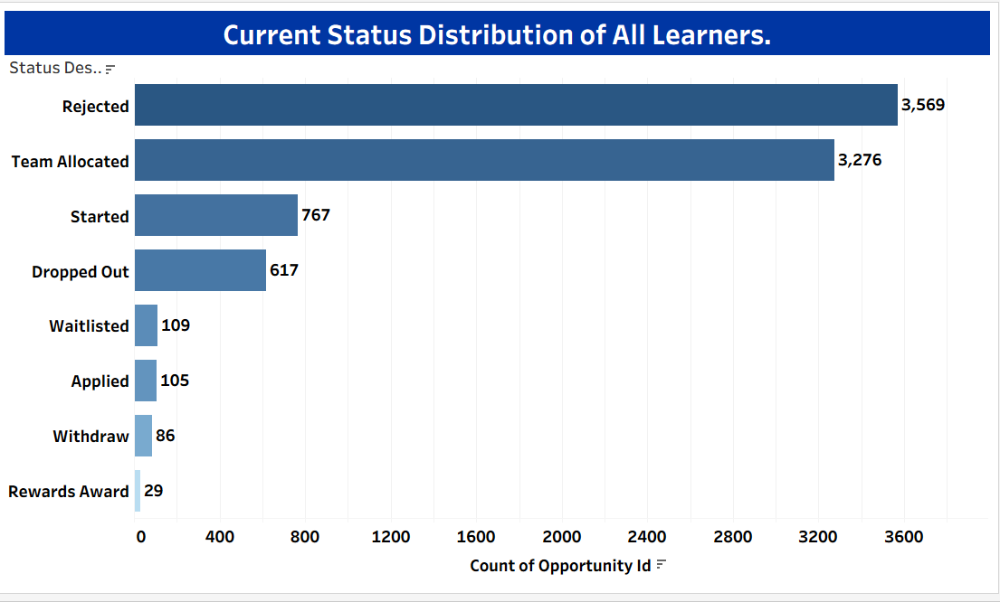 Current Status Distribution of All Learners.
Status Des..
Rejected 3,569
Team Allocated 3,276
Started 767
Dropped Out 617
Waitlisted 109
Applied 105
Withdraw 86
Rewards Award 29
0 400 800 1200 1600 2000 2400 2800 3200 3600
Count of Opportunity Id